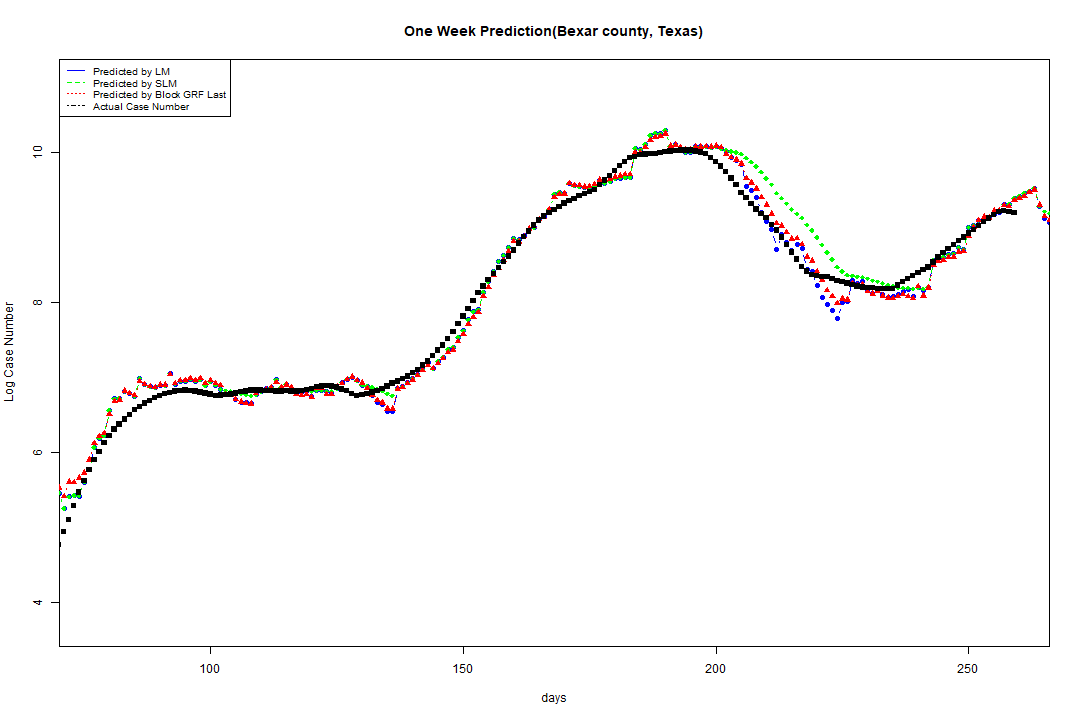 One Week Prediction(Bexar county, Texas)
Predicted by LM
Predicted by SLM
Predicted by Block GRF Last
Actual Case Number
10
8
6
4
Log Case Number
100 150 200 250
days